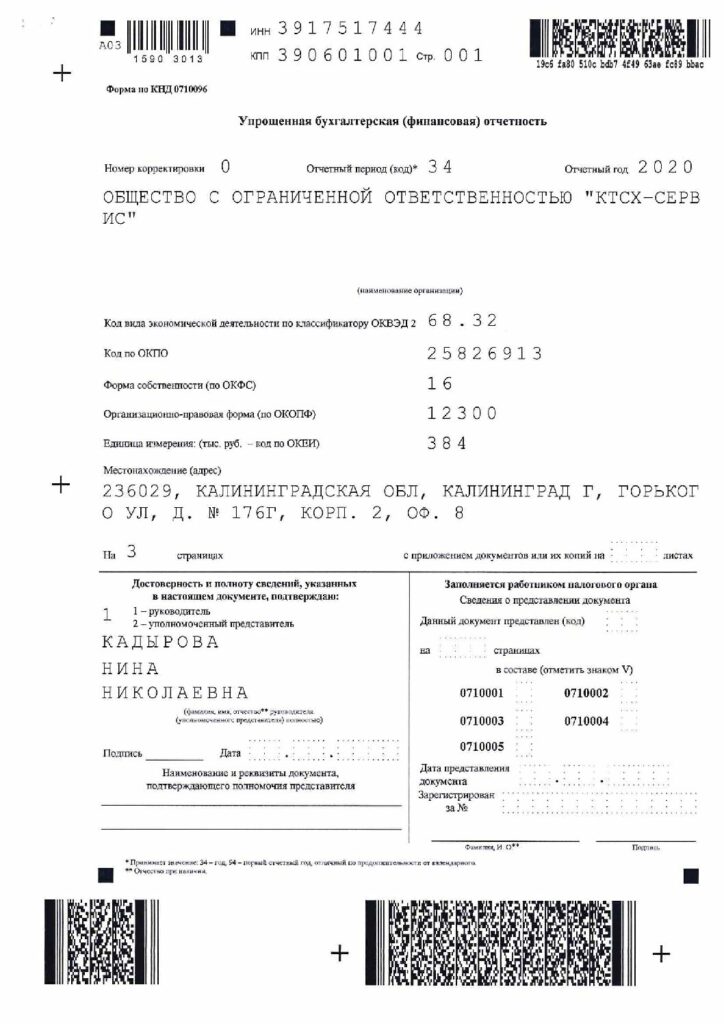 ИНН 3917517444
А03
1590 3013
КПП 390601001 Стр. 001
19c6 fa80 510c bdb7 4f49 63ae fc89 bbac
Форма по КНД 0710096
Упрощенная бухгалтерская (финансовая) отчетность
Номер корректировки 0 Отчетный период (код)* 34 Отчетный год 2020
ОБЩЕСТВО С ОГРАНИЧЕННОЙ ОТВЕТСТВЕННОСТЬЮ "КТСХ-СЕРВ
ИС"
(наименование организации)
Код вида экономической деятельности по классификатору ОКВЭД 2 68.32
Код по ОКПО 25826913
Форма собственности (по ОКФС) 16
Организационно-правовая форма (по ОКОПФ) 12300
Единица измерения: (тыс. руб. – код по ОКЕИ) 384
Местонахождение (адрес)
236029, КАЛИНИНГРАДСКАЯ ОБЛ, КАЛИНИНГРАД Г, ГОРЬКОГ
О УЛ, Д. № 176Г, КОРП. 2, ОФ. 8
На 3 страницах с приложением документов или их копий на листах
Достоверность и полноту сведений, указанных
в настоящем документе, подтверждаю:
1 1 – руководитель
2 – уполномоченный представитель
КАДЫРОВА
НИНА
НИКОЛАЕВНА
(фамилия, имя, отчество** руководителя
(уполномоченного представителя) полностью)
Подпись Дата
Наименование и реквизиты документа,
подтверждающего полномочия представителя
Заполняется работником налогового органа
Сведения о представлении документа
Данный документ представлен (код)
на страницах
в составе (отметить знаком V)
0710001 0710002
0710003 0710004
0710005
Дата представления
документа
Зарегистрирован
за №
Фамилия, И. О.** Подпись
* Принимает значение: 34 – год, 94 – первый отчетный год, отличный по продолжительности от календарного.
** Отчество при наличии.